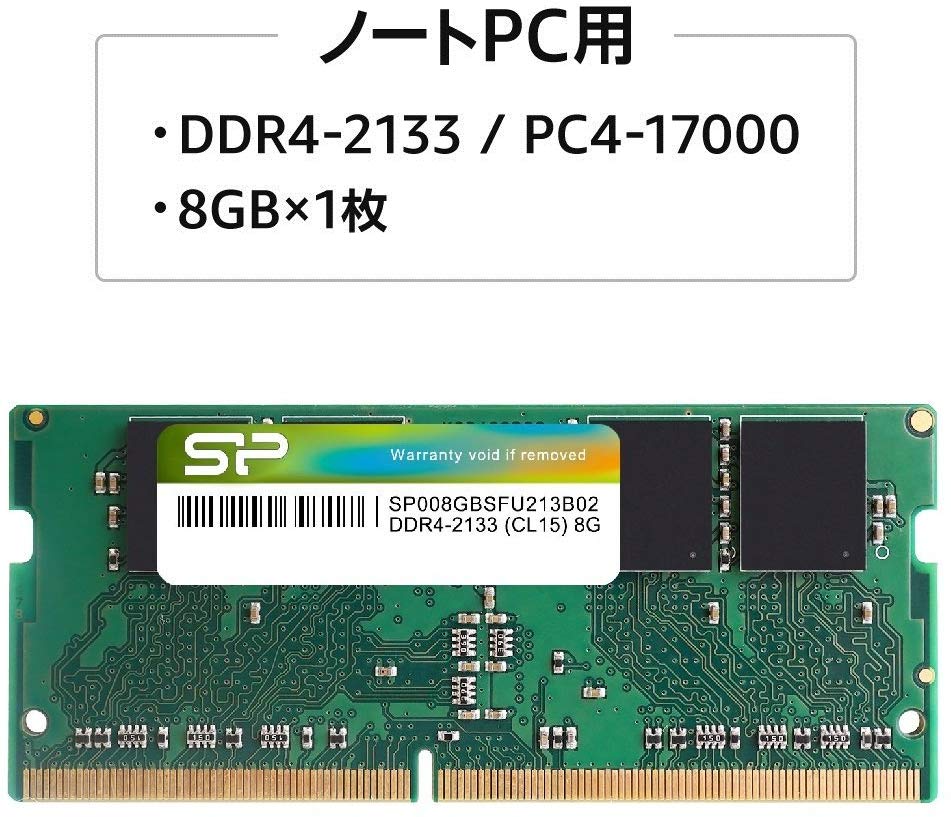 ノートPC用
・DDR4-2133 / PC4-17000
・8GB×1枚
SP
Warranty void if removed
SP008GBSFU213B02
DDR4-2133 (CL15) 8G